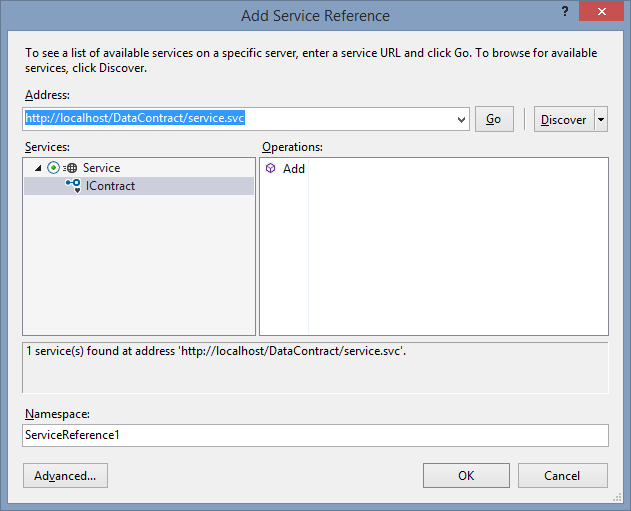 Add Service Reference
?
To see a list of available services on a specific server, enter a service URL and click Go. To browse for available
services, click Discover.
Address:
http://localhost/DataContract/service.svc
Go
Discover
Services:
Operations:
Service
Add
IContract
1 service(s) found at address 'http://localhost/DataContract/service.svc'.
Namespace:
ServiceReference1
Advanced...
OK
Cancel